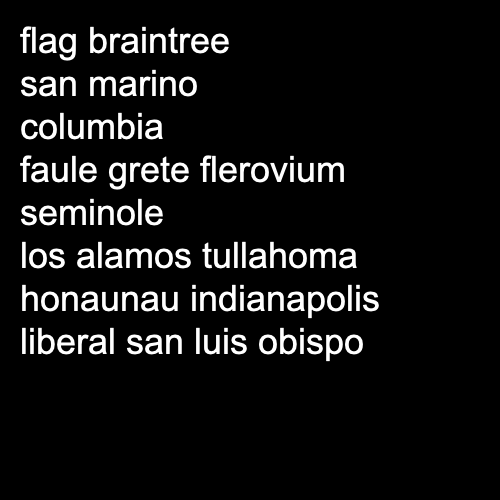 flag braintree
san marino
columbia
faule grete flerovium
seminole
los alamos tullahoma
honaunau indianapolis
liberal san luis obispo